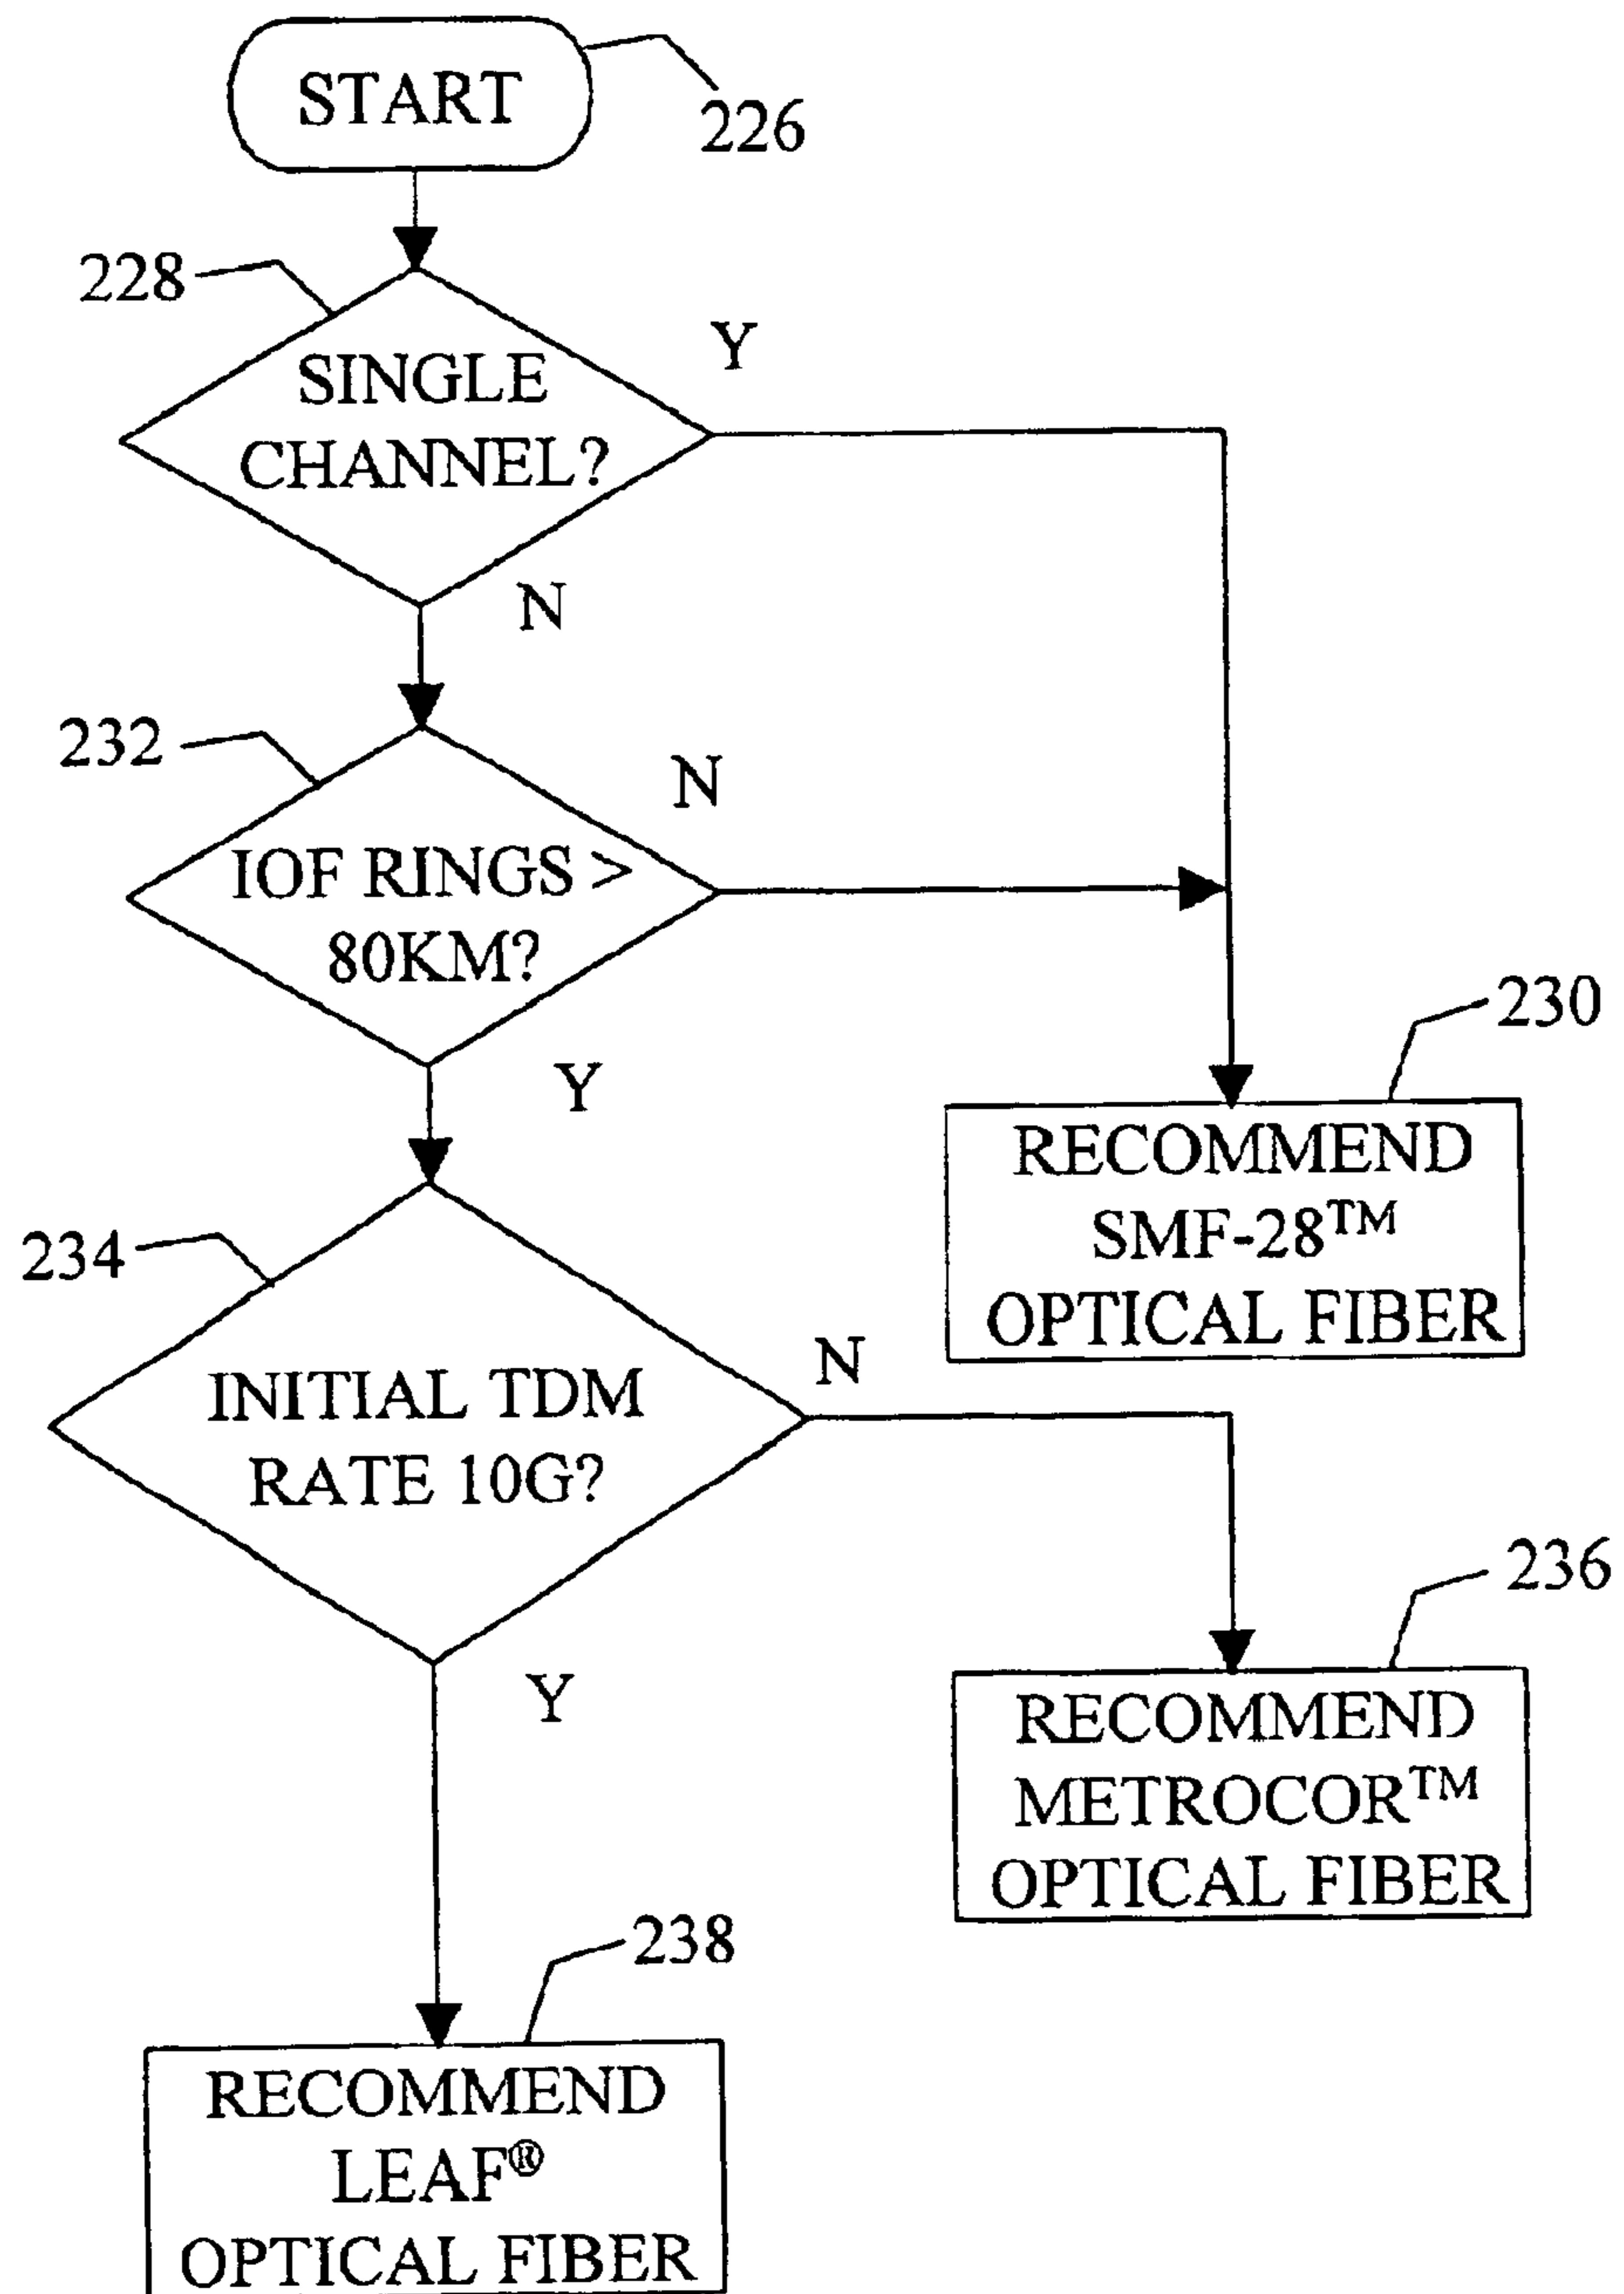 START
226
228
SINGLE
CHANNEL?
Y
N
232
IOF RINGS >
80KM?
N
Y
230
RECOMMEND
SMF-28™
OPTICAL FIBER
234
INITIAL TDM
RATE 10G?
N
Y
236
RECOMMEND
METROCOR™
OPTICAL FIBER
238
RECOMMEND
LEAF®
OPTICAL FIBER